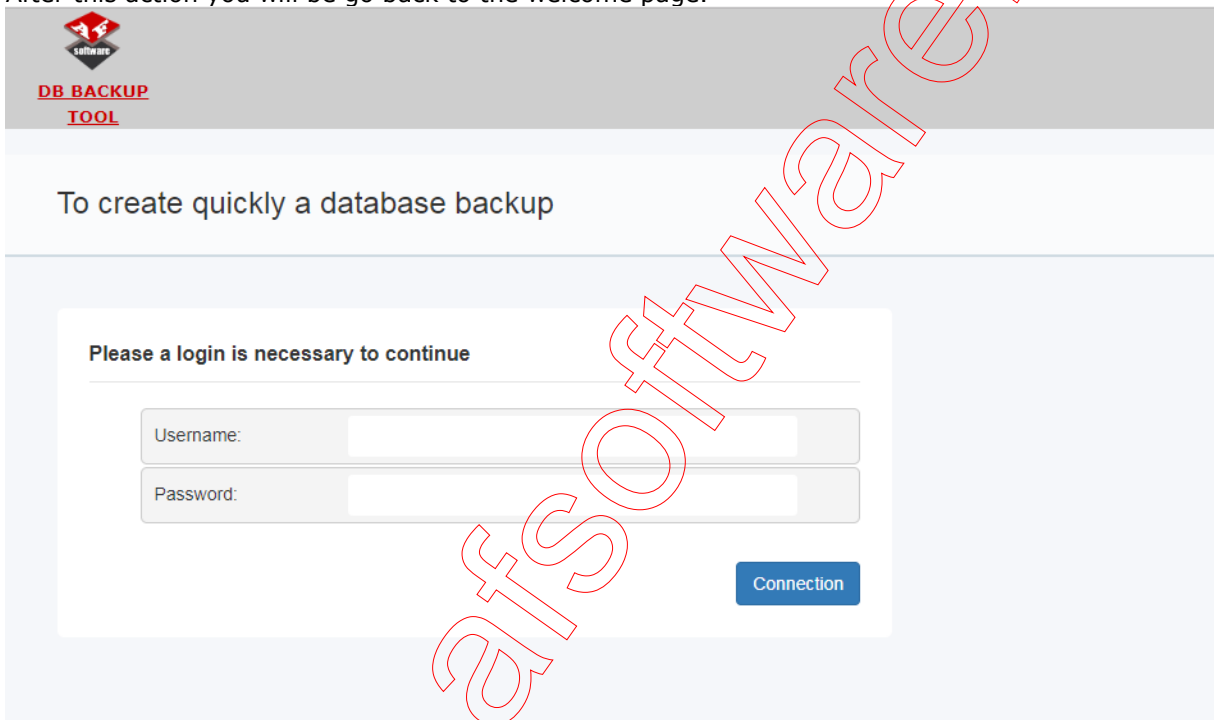 After this action you will be go back to the welcome page.
AF
software
DB BACKUP
TOOL
To create quickly a database backup
Please a login is necessary to continue
Username:
Password:
Connection
afsoftware